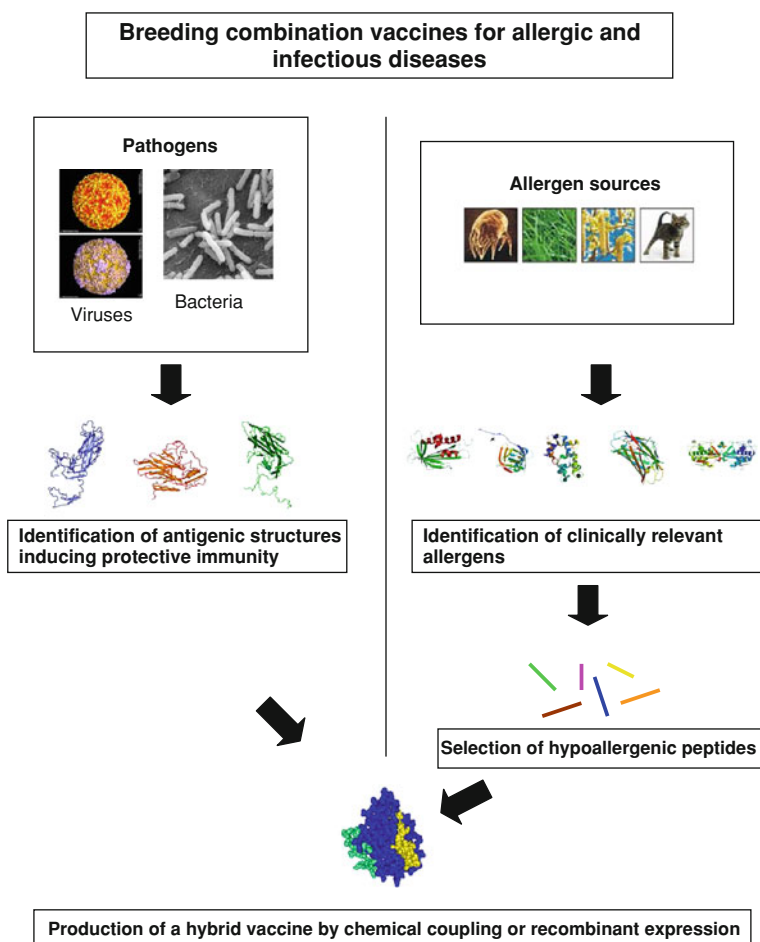 Breeding combination vaccines for allergic and
infectious diseases
Pathogens
Viruses
Bacteria
Identification of antigenic structures
inducing protective immunity
Allergen sources
Identification of clinically relevant
allergens
Selection of hypoallergenic peptides
Production of a hybrid vaccine by chemical coupling or recombinant expression